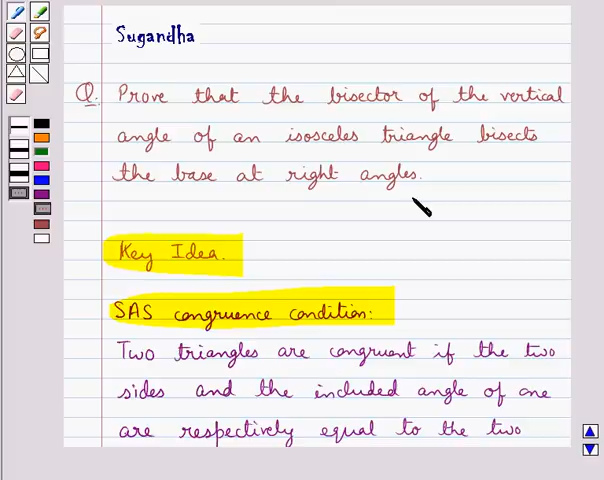 Sugandha
Q. Prove that the bisector of the vertical
angle of an isosceles triangle bisects
the base at right angles.
Key Idea.
SAS congruence condition:
Two triangles are congruent if the two
sides and the included angle of one
are respectively equal to the two